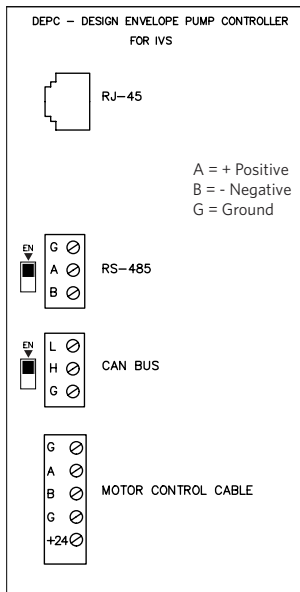 DEPC – DESIGN ENVELOPE PUMP CONTROLLER
FOR IVS
RJ–45
A = + Positive
B = - Negative
G = Ground
EN
G
A
B
RS–485
EN
L
H
G
CAN BUS
G
A
B
G
+24
MOTOR CONTROL CABLE